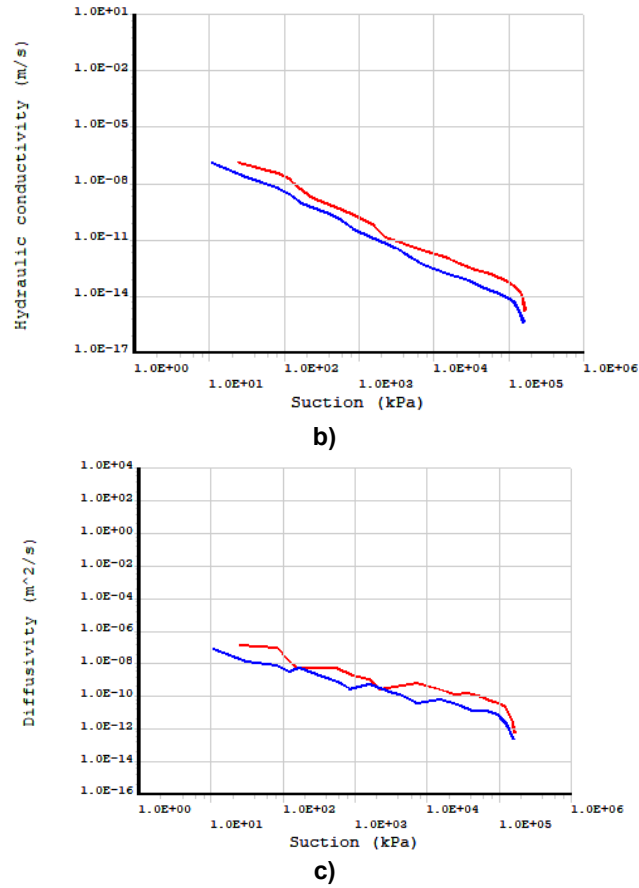 1.0E+01
1.0E-02
1.0E-05
1.0E-08
1.0E-11
1.0E-14
1.0E-17
Hydraulic conductivity (m/s)
1.0E+00
1.0E+02
1.0E+03
1.0E+04
1.0E+05
1.0E+06
1.0E+01
Suction (kPa)
b)
1.0E+04
1.0E+02
1.0E+00
1.0E-02
1.0E-04
1.0E-06
1.0E-08
1.0E-10
1.0E-12
1.0E-14
1.0E-16
Diffusivity (m^2/s)
1.0E+00
1.0E+02
1.0E+04
1.0E+06
1.0E+01
1.0E+03
1.0E+05
Suction (kPa)
c)